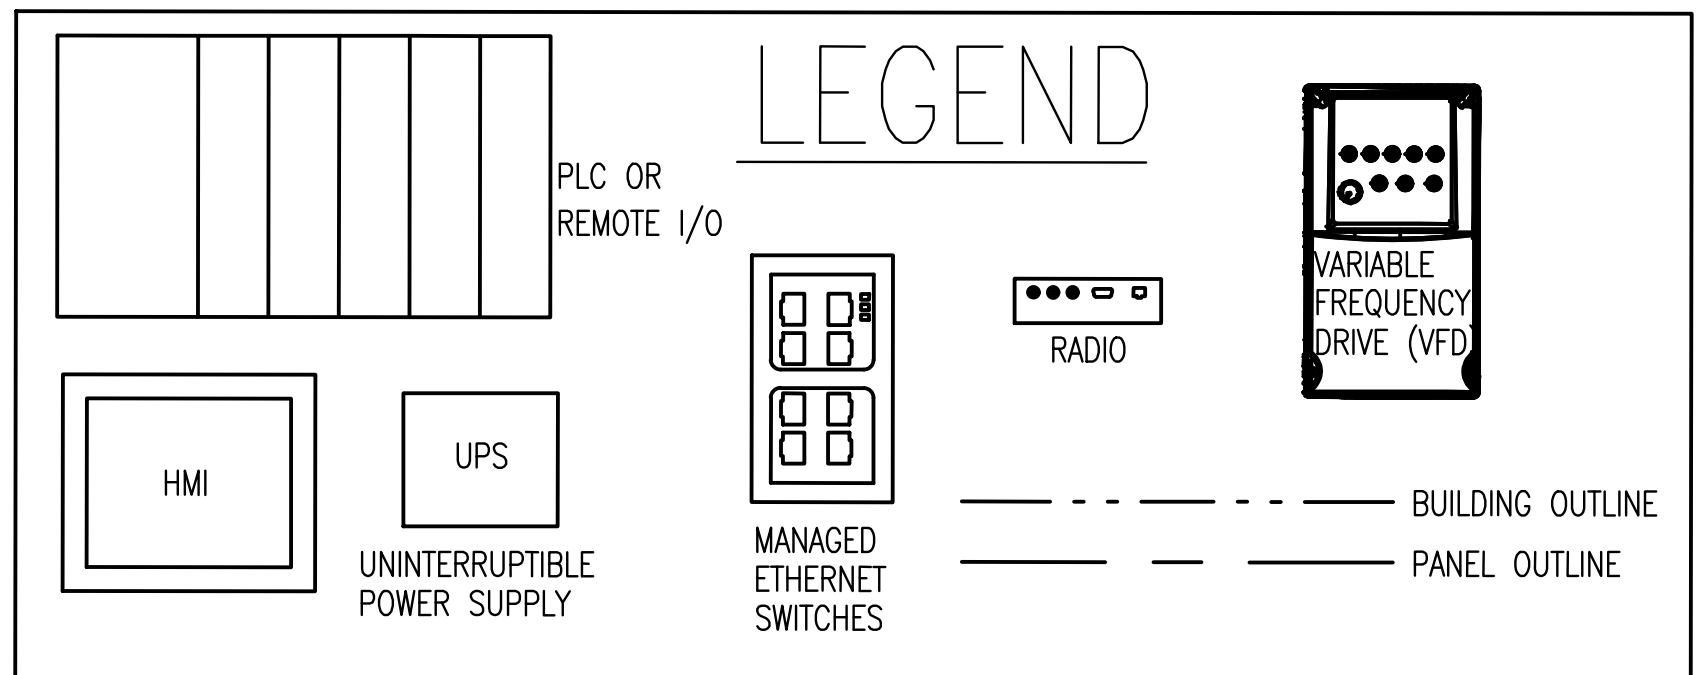 LEGEND
PLC OR
REMOTE I/O
VARIABLE
FREQUENCY
DRIVE (VFD)
RADIO
HMI
UPS
UNINTERRUPTIBLE
POWER SUPPLY
MANAGED
ETHERNET
SWITCHES
BUILDING OUTLINE
PANEL OUTLINE